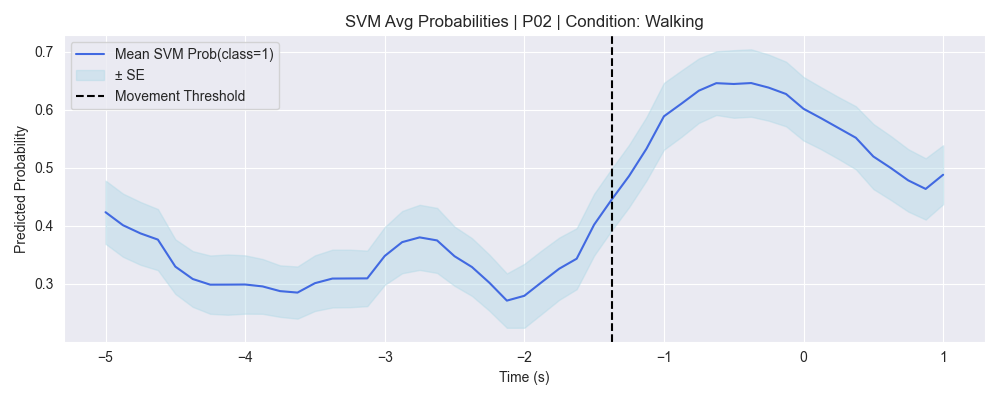 SVM Avg Probabilities | P02 | Condition: Walking
Mean SVM Prob(class=1)
± SE
Movement Threshold
Predicted Probability
0.7
0.6
0.5
0.4
0.3
−5 −4 −3 −2 −1 0 1
Time (s)